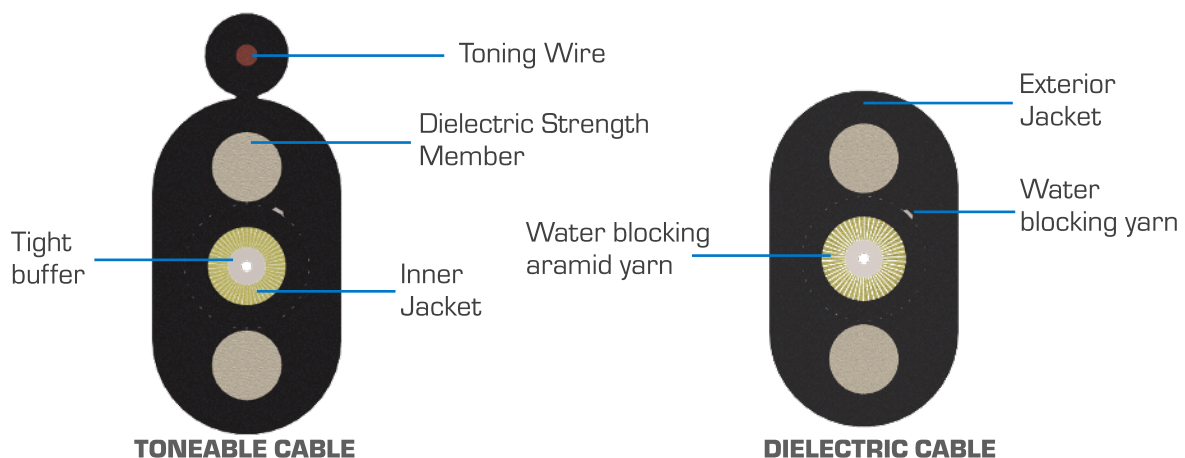 Toning Wire
Dielectric Strength
Member
Tight
buffer
Inner
Jacket
TONEABLE CABLE
Exterior
Jacket
Water
blocking yarn
Water blocking
aramid yarn
DIELECTRIC CABLE